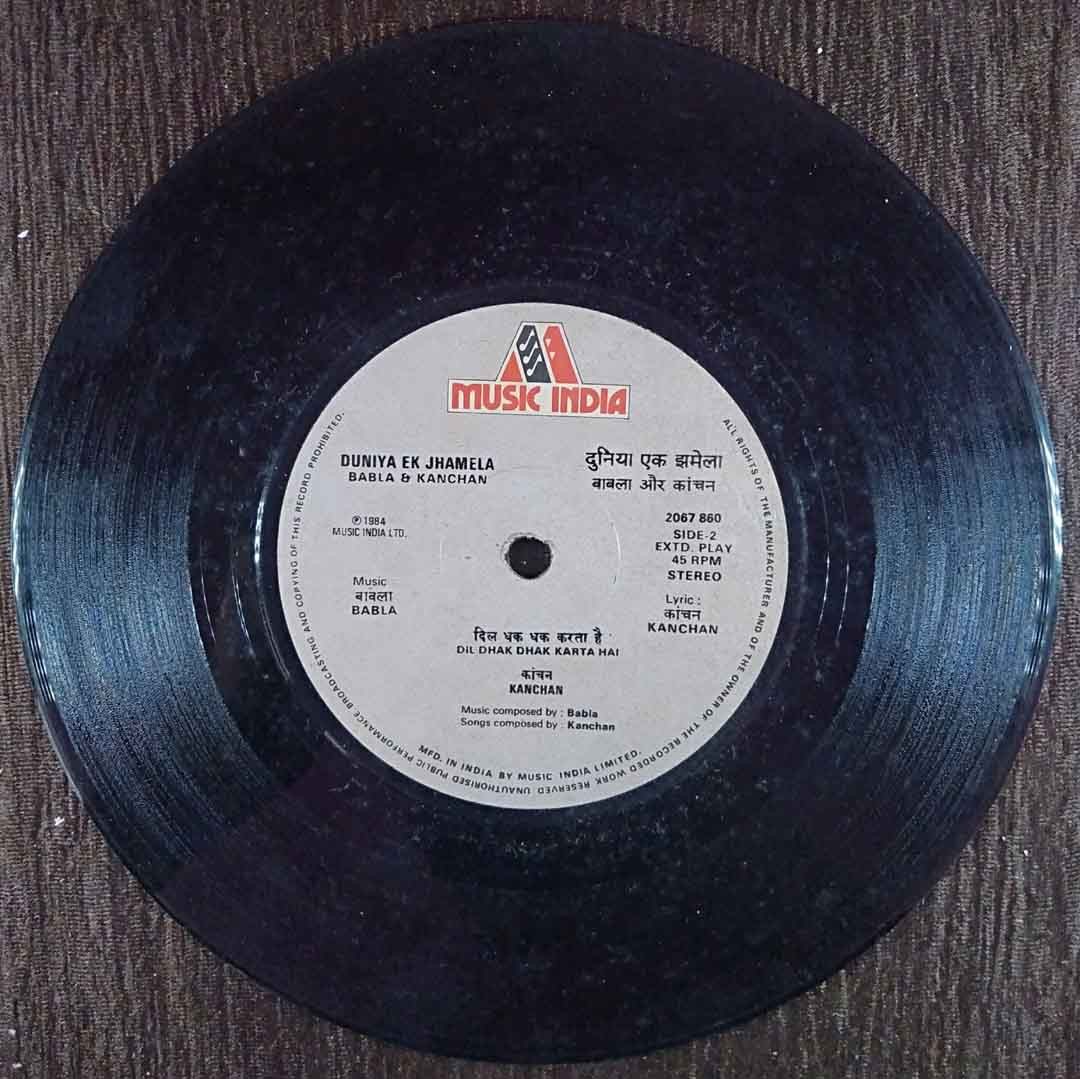 MUSIC INDIA
DUNIYA EK JHAMELA
BABLA & KANCHAN
दुनिया एक झमेला
बाबला और कांचन
℗ 1984
MUSIC INDIA LTD.
2067 860
SIDE-2
EXTD. PLAY
45 RPM
STEREO
Music
बाबला
BABLA
Lyric :
कांचन
KANCHAN
दिल धक धक करता है
DIL DHAK DHAK KARTA HAI
कांचन
KANCHAN
Music composed by : Babla
Songs composed by : Kanchan
MFD. IN INDIA BY MUSIC INDIA LIMITED.
ALL RIGHTS OF THE MANUFACTURER AND OF THE OWNER OF THE RECORDED WORK RESERVED UNAUTHORISED PUBLIC PERFORMANCE BROADCASTING AND COPYING OF THIS RECORD PROHIBITED.